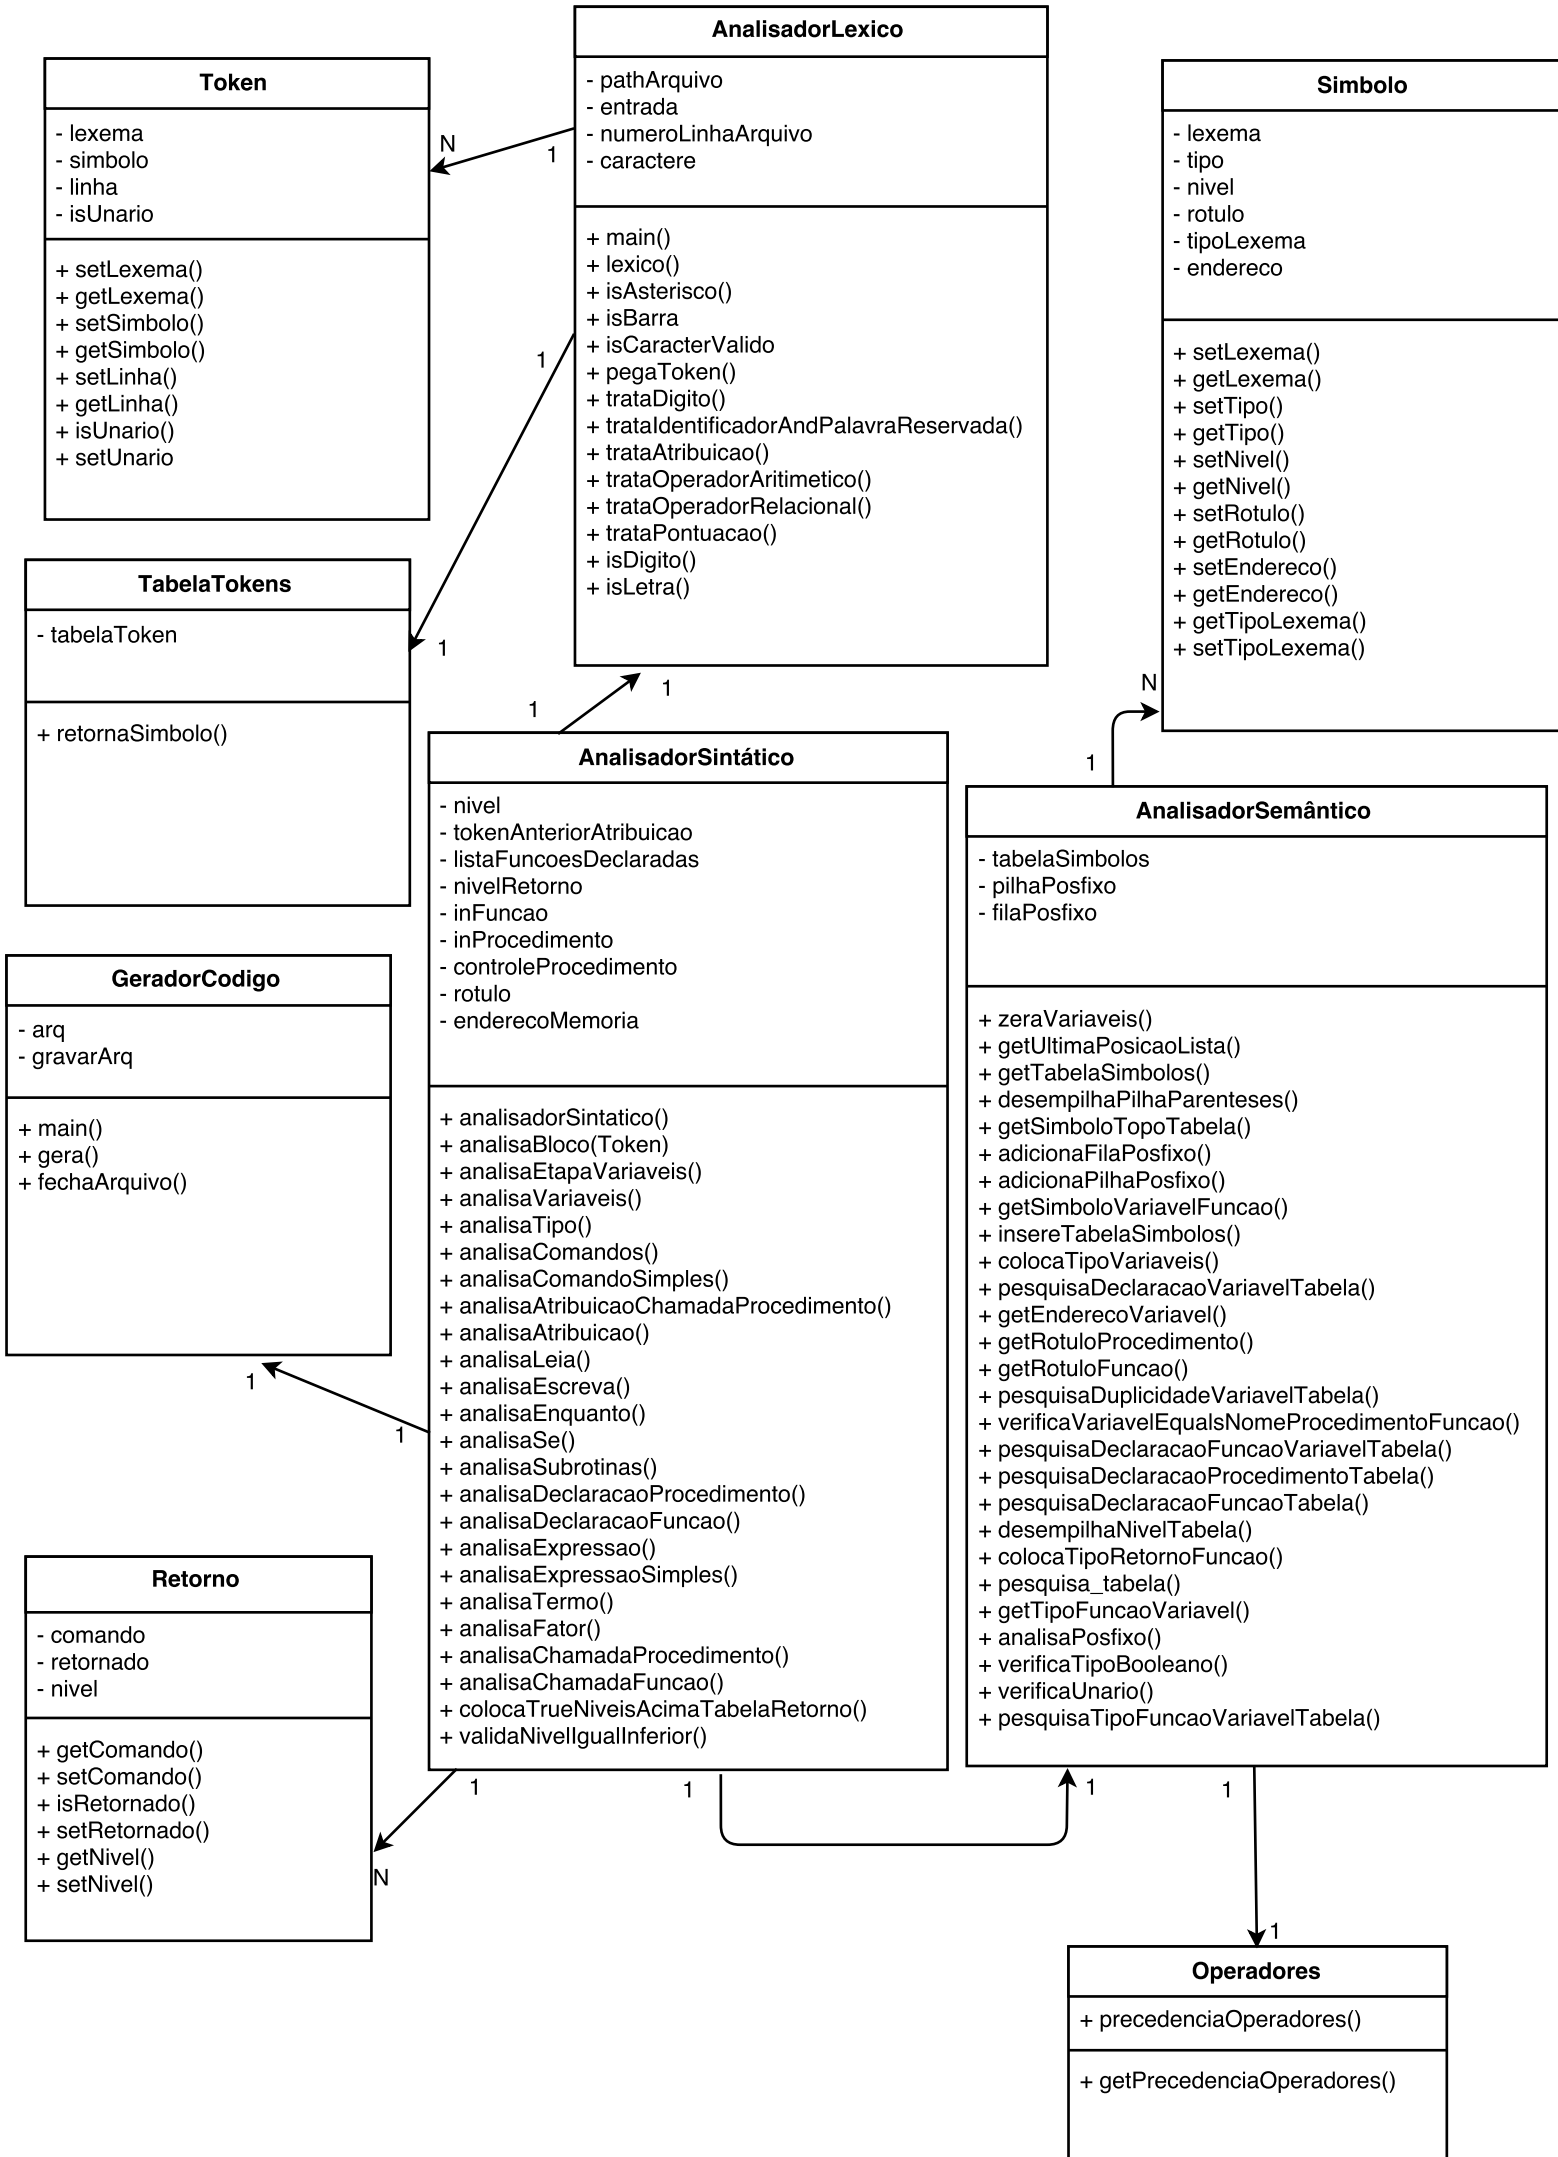 AnalisadorLexico
- pathArquivo
- entrada
- numeroLinhaArquivo
- caractere
+ main()
+ lexico()
+ isAsterisco()
+ isBarra
+ isCaracterValido
+ pegaToken()
+ trataDigito()
+ trataIdentificadorAndPalavraReservada()
+ trataAtribuicao()
+ trataOperadorAritimetico()
+ trataOperadorRelacional()
+ trataPontuacao()
+ isDigito()
+ isLetra()
Token
- lexema
- simbolo
- linha
- isUnario
+ setLexema()
+ getLexema()
+ setSimbolo()
+ getSimbolo()
+ setLinha()
+ getLinha()
+ isUnario()
+ setUnario
N
1
1
1
Simbolo
- lexema
- tipo
- nivel
- rotulo
- tipoLexema
- endereco
+ setLexema()
+ getLexema()
+ setTipo()
+ getTipo()
+ setNivel()
+ getNivel()
+ setRotulo()
+ getRotulo()
+ setEndereco()
+ getEndereco()
+ getTipoLexema()
+ setTipoLexema()
N
1
TabelaTokens
- tabelaToken
+ retornaSimbolo()
1
1
AnalisadorSintático
- nivel
- tokenAnteriorAtribuicao
- listaFuncoesDeclaradas
- nivelRetorno
- inFuncao
- inProcedimento
- controleProcedimento
- rotulo
- enderecoMemoria
+ analisadorSintatico()
+ analisaBloco(Token)
+ analisaEtapaVariaveis()
+ analisaVariaveis()
+ analisaTipo()
+ analisaComandos()
+ analisaComandoSimples()
+ analisaAtribuicaoChamadaProcedimento()
+ analisaAtribuicao()
+ analisaLeia()
+ analisaEscreva()
+ analisaEnquanto()
+ analisaSe()
+ analisaSubrotinas()
+ analisaDeclaracaoProcedimento()
+ analisaDeclaracaoFuncao()
+ analisaExpressao()
+ analisaExpressaoSimples()
+ analisaTermo()
+ analisaFator()
+ analisaChamadaProcedimento()
+ analisaChamadaFuncao()
+ colocaTrueNiveisAcimaTabelaRetorno()
+ validaNivelIgualInferior()
AnalisadorSemântico
- tabelaSimbolos
- pilhaPosfixo
- filaPosfixo
+ zeraVariaveis()
+ getUltimaPosicaoLista()
+ getTabelaSimbolos()
+ desempilhaPilhaParenteses()
+ getSimboloTopoTabela()
+ adicionaFilaPosfixo()
+ adicionaPilhaPosfixo()
+ getSimboloVariavelFuncao()
+ insereTabelaSimbolos()
+ colocaTipoVariaveis()
+ pesquisaDeclaracaoVariavelTabela()
+ getEnderecoVariavel()
+ getRotuloProcedimento()
+ getRotuloFuncao()
+ pesquisaDuplicidadeVariavelTabela()
+ verificaVariavelEqualsNomeProcedimentoFuncao()
+ pesquisaDeclaracaoFuncaoVariavelTabela()
+ pesquisaDeclaracaoProcedimentoTabela()
+ pesquisaDeclaracaoFuncaoTabela()
+ desempilhaNivelTabela()
+ colocaTipoRetornoFuncao()
+ pesquisa_tabela()
+ getTipoFuncaoVariavel()
+ analisaPosfixo()
+ verificaTipoBooleano()
+ verificaUnario()
+ pesquisaTipoFuncaoVariavelTabela()
GeradorCodigo
- arq
- gravarArq
+ main()
+ gera()
+ fechaArquivo()
1
1
Retorno
- comando
- retornado
- nivel
+ getComando()
+ setComando()
+ isRetornado()
+ setRetornado()
+ getNivel()
+ setNivel()
1
N
1
1
1
1
Operadores
+ precedenciaOperadores()
+ getPrecedenciaOperadores()